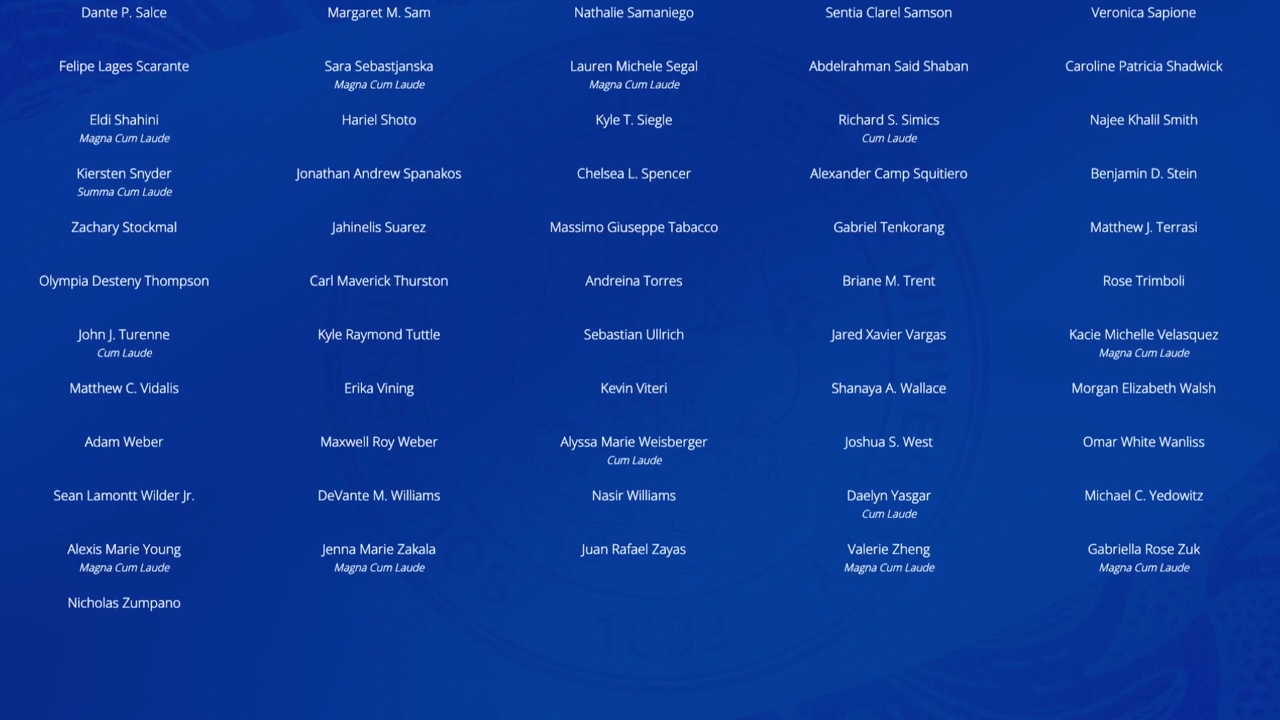 Dante P. Salce
Margaret M. Sam
Nathalie Samaniego
Sentia Clarel Samson
Veronica Sapione
Felipe Lages Scarante
Sara Sebastjanska
Magna Cum Laude
Lauren Michele Segal
Magna Cum Laude
Abdelrahman Said Shaban
Caroline Patricia Shadwick
Eldi Shahini
Magna Cum Laude
Hariel Shoto
Kyle T. Siegle
Richard S. Simics
Cum Laude
Najee Khalil Smith
Kiersten Snyder
Summa Cum Laude
Jonathan Andrew Spanakos
Chelsea L. Spencer
Alexander Camp Squitiero
Benjamin D. Stein
Zachary Stockmal
Jahinelis Suarez
Massimo Giuseppe Tabacco
Gabriel Tenkorang
Matthew J. Terrasi
Olympia Desteny Thompson
Carl Maverick Thurston
Andreina Torres
Briane M. Trent
Rose Trimboli
John J. Turenne
Cum Laude
Kyle Raymond Tuttle
Sebastian Ullrich
Jared Xavier Vargas
Kacie Michelle Velasquez
Magna Cum Laude
Matthew C. Vidalis
Erika Vining
Kevin Viteri
Shanaya A. Wallace
Morgan Elizabeth Walsh
Adam Weber
Maxwell Roy Weber
Alyssa Marie Weisberger
Cum Laude
Joshua S. West
Omar White Wanliss
Sean Lamontt Wilder Jr.
DeVante M. Williams
Nasir Williams
Daelyn Yasgar
Cum Laude
Michael C. Yedowitz
Alexis Marie Young
Magna Cum Laude
Jenna Marie Zakala
Magna Cum Laude
Juan Rafael Zayas
Valerie Zheng
Magna Cum Laude
Gabriella Rose Zuk
Magna Cum Laude
Nicholas Zumpano
1893